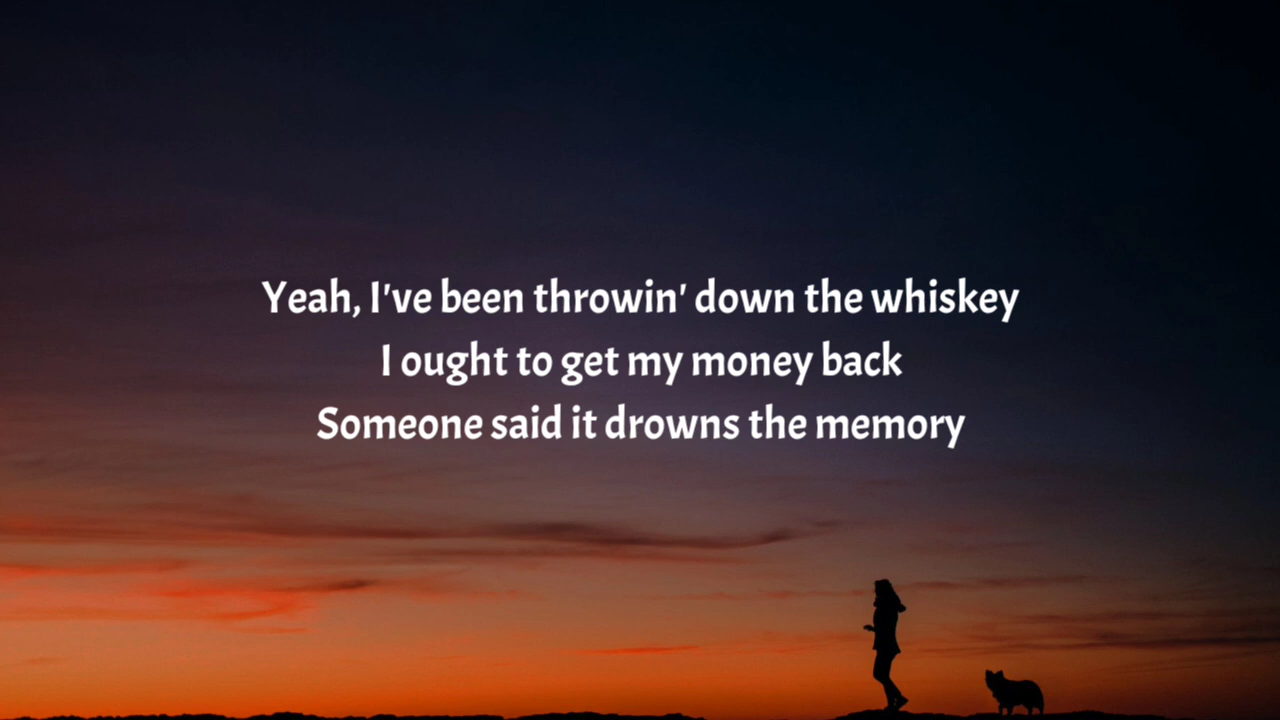 Yeah, I've been throwin' down the whiskey
I ought to get my money back
Someone said it drowns the memory